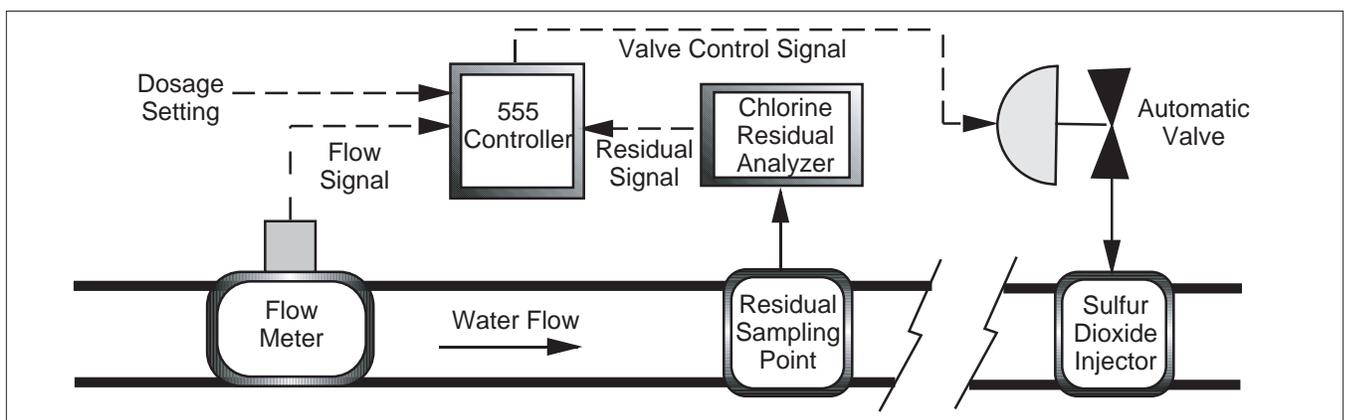 Valve Control Signal
Dosage
Setting
555
Controller
Chlorine
Residual
Analyzer
Automatic
Valve
Flow
Signal
Residual
Signal
Flow
Meter
Water Flow
Residual
Sampling
Point
Sulfur
Dioxide
Injector